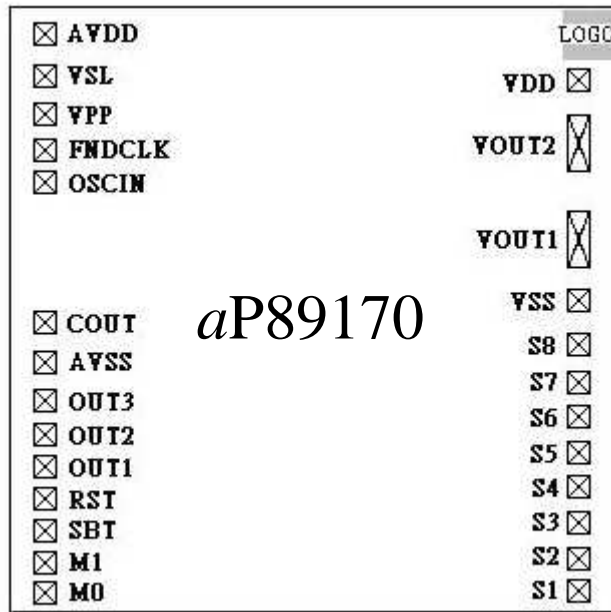 AVDD
VSL
VPP
FNDCLK
OSCIN
COUT
AVSS
OUT3
OUT2
OUT1
RST
SBT
M1
M0
aP89170
LOGO
VDD
VOUT2
VOUT1
VSS
S8
S7
S6
S5
S4
S3
S2
S1